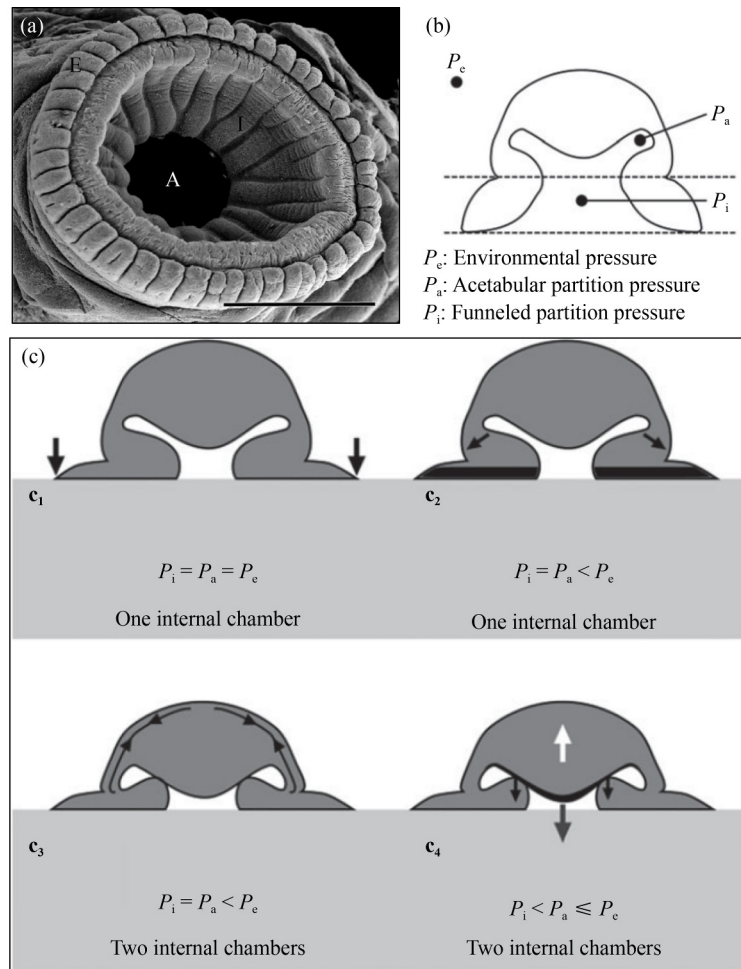 (a)
E
I
A
(b)
Pe
Pa
Pi
Pe: Environmental pressure
Pa: Acetabular partition pressure
Pi: Funneled partition pressure
(c)
c1
Pi = Pa = Pe
One internal chamber
c2
Pi = Pa < Pe
One internal chamber
c3
Pi = Pa < Pe
Two internal chambers
c4
Pi < Pa ⩽ Pe
Two internal chambers